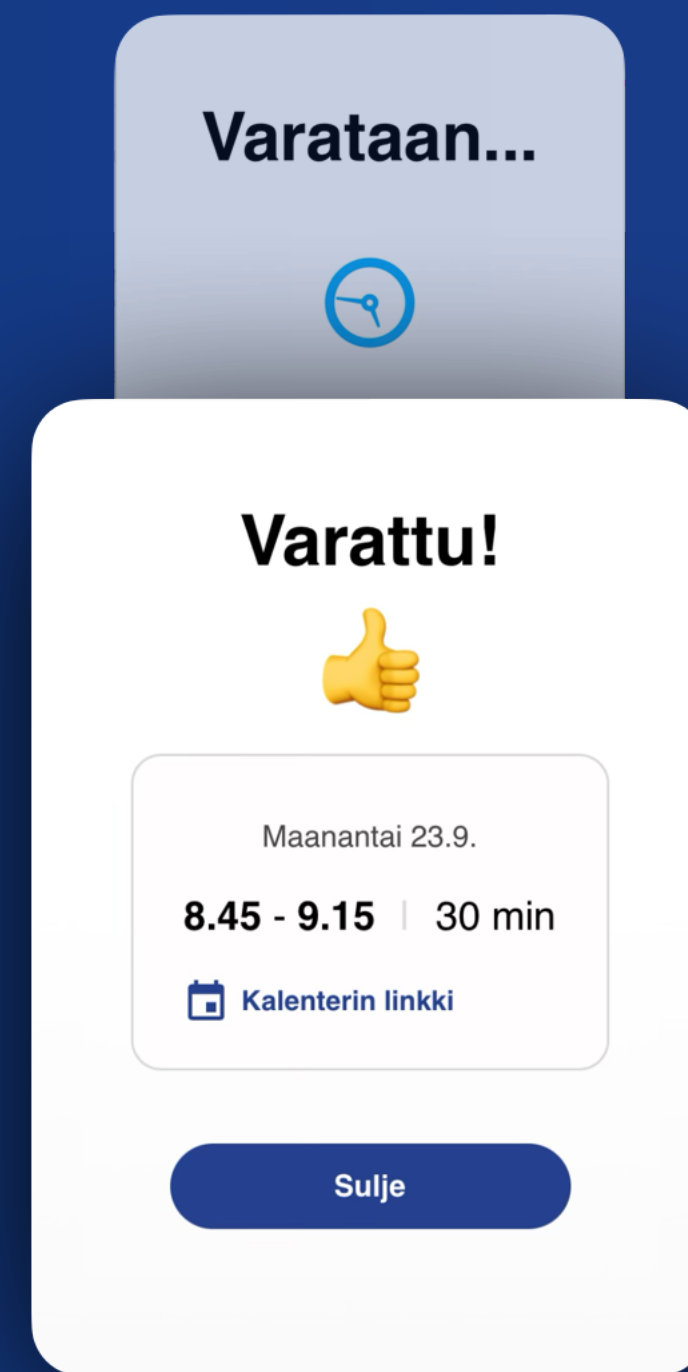 Varataan...
Varattu!
Maanantai 23.9.
8.45 - 9.15 | 30 min
Kalenterin linkki
Sulje